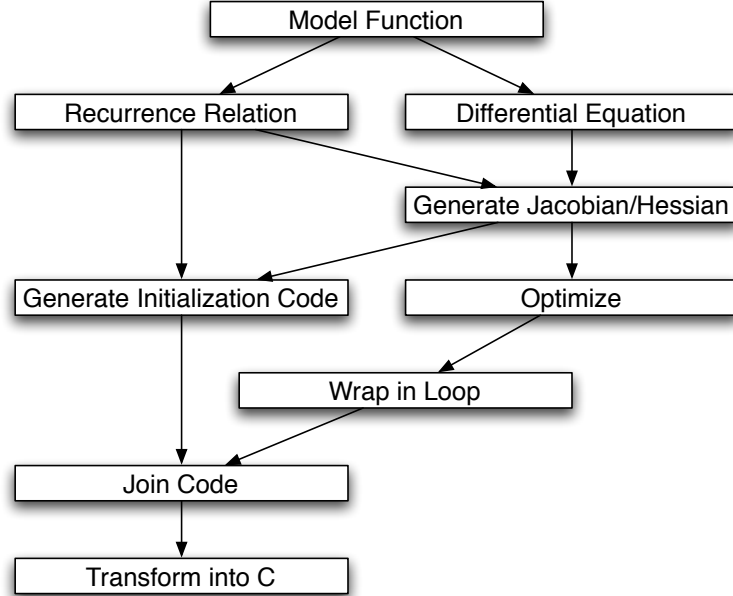 Model Function
Recurrence Relation
Differential Equation
Generate Jacobian/Hessian
Generate Initialization Code
Optimize
Wrap in Loop
Join Code
Transform into C